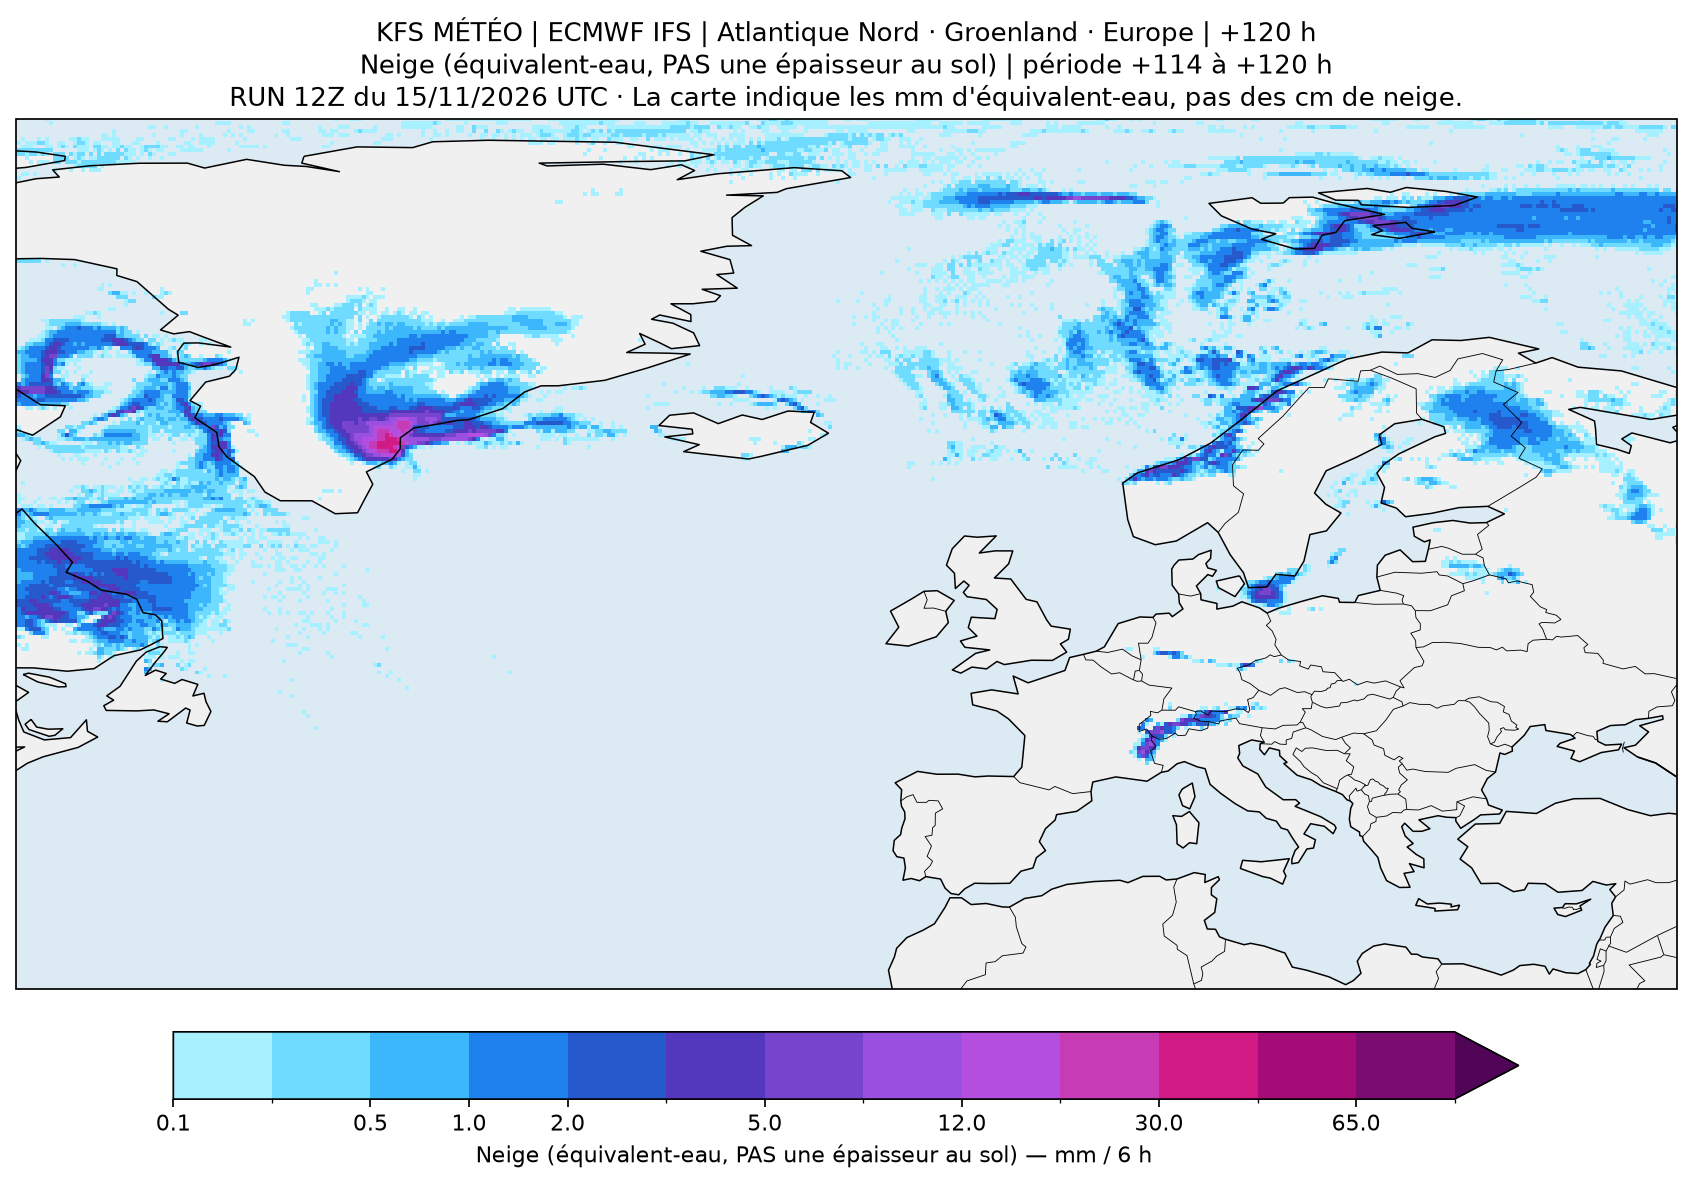 KFS MÉTÉO | ECMWF IFS | Atlantique Nord · Groenland · Europe | +120 h
Neige (équivalent-eau, PAS une épaisseur au sol) | période +114 à +120 h
RUN 12Z du 15/11/2026 UTC · La carte indique les mm d'équivalent-eau, pas des cm de neige.
0.1 0.5 1.0 2.0 5.0 12.0 30.0 65.0
Neige (équivalent-eau, PAS une épaisseur au sol) — mm / 6 h